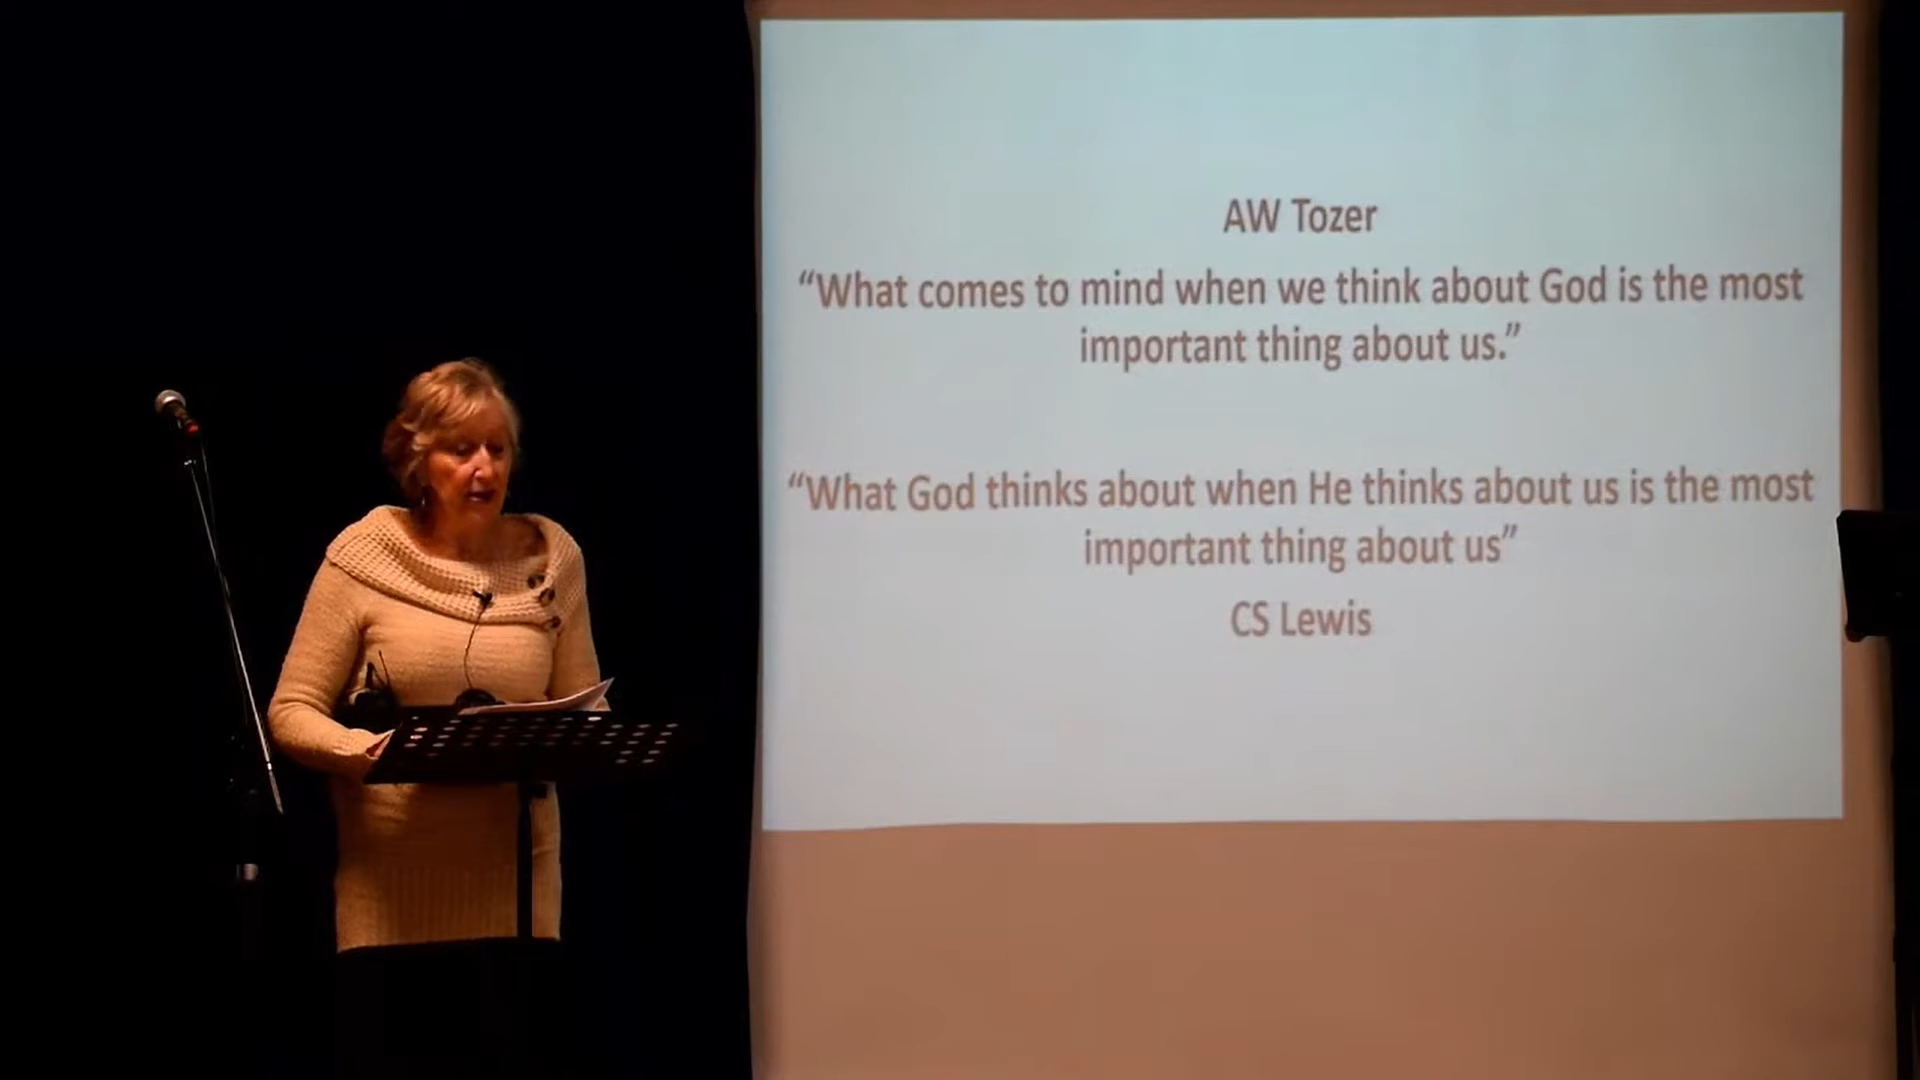 AW Tozer
“What comes to mind when we think about God is the most
important thing about us.”
“What God thinks about when He thinks about us is the most
important thing about us”
CS Lewis